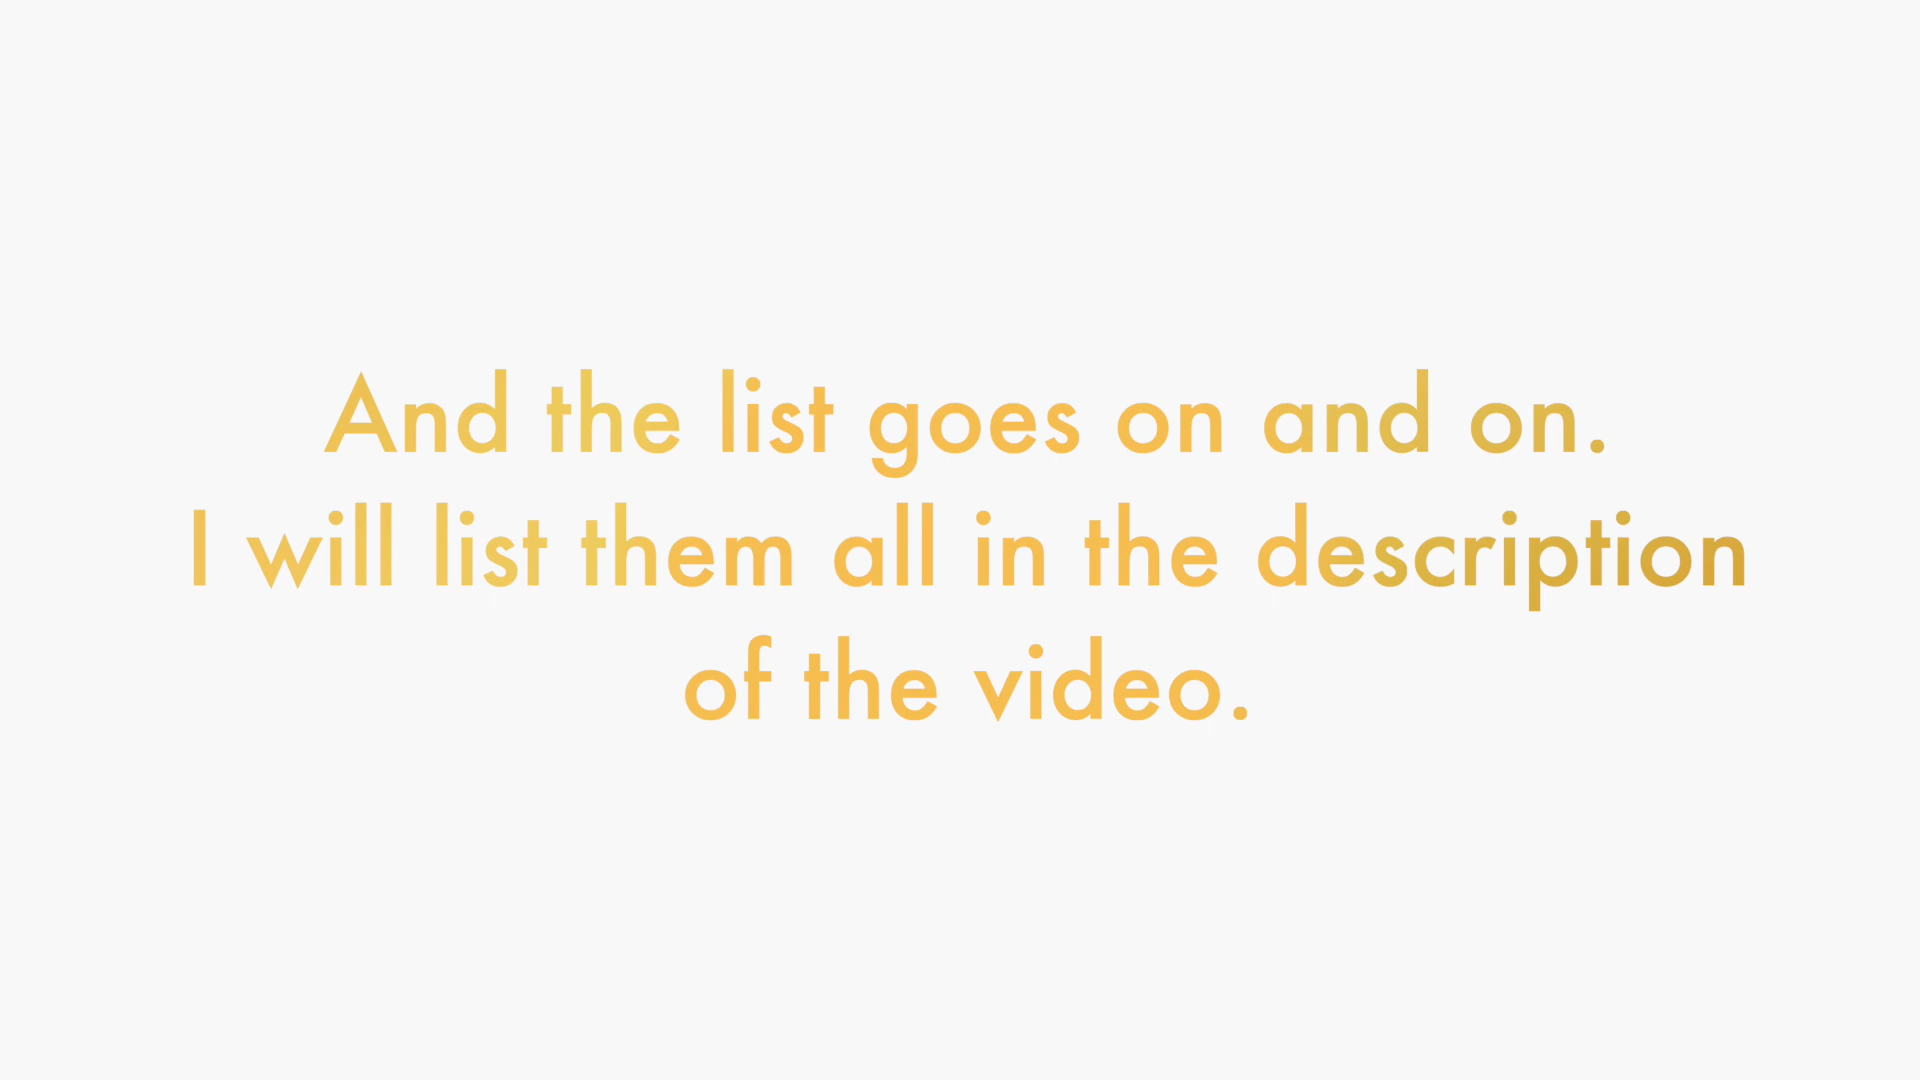 And the list goes on and on.
I will list them all in the description
of the video.